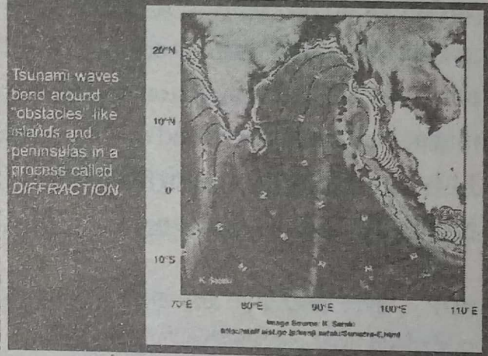 Tsunami waves
bend around
"obstacles" like
islands and
peninsulas in a
process called
DIFFRACTION.
20°N
10°N
0
10°S
K. Satake
70°E 80°E 90°E 100°E 110°E
Image Source: K. Satake